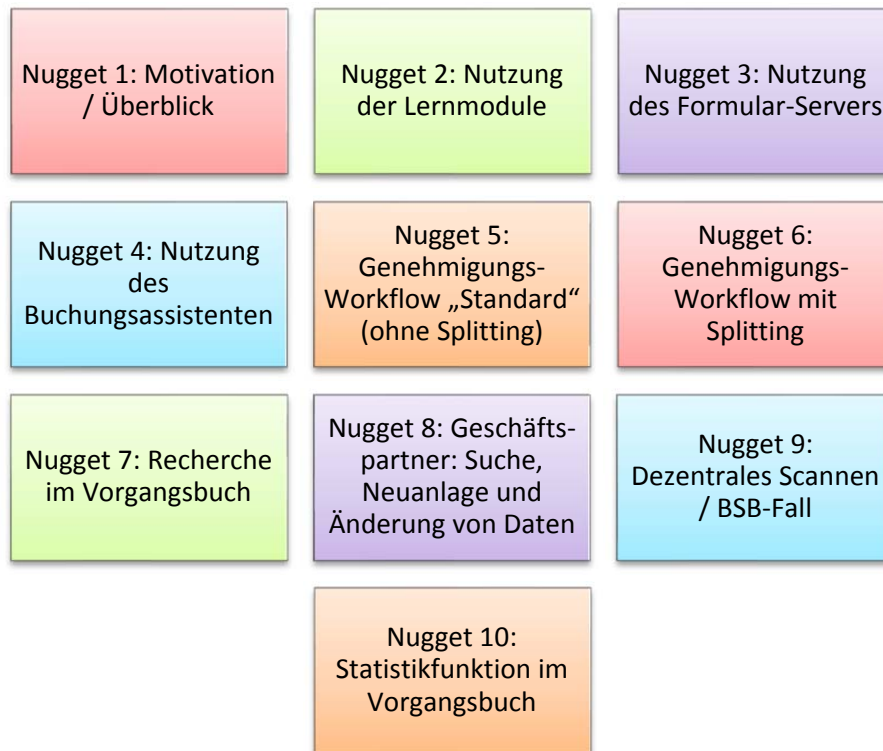 Nugget 1: Motivation
/ Überblick
Nugget 2: Nutzung
der Lernmodule
Nugget 3: Nutzung
des Formular-Servers
Nugget 4: Nutzung
des
Buchungsassistenten
Nugget 5:
Genehmigungs-
Workflow „Standard“
(ohne Splitting)
Nugget 6:
Genehmigungs-
Workflow mit
Splitting
Nugget 7: Recherche
im Vorgangsbuch
Nugget 8: Geschäfts-
partner: Suche,
Neuanlage und
Änderung von Daten
Nugget 9:
Dezentrales Scannen
/ BSB-Fall
Nugget 10:
Statistikfunktion im
Vorgangsbuch